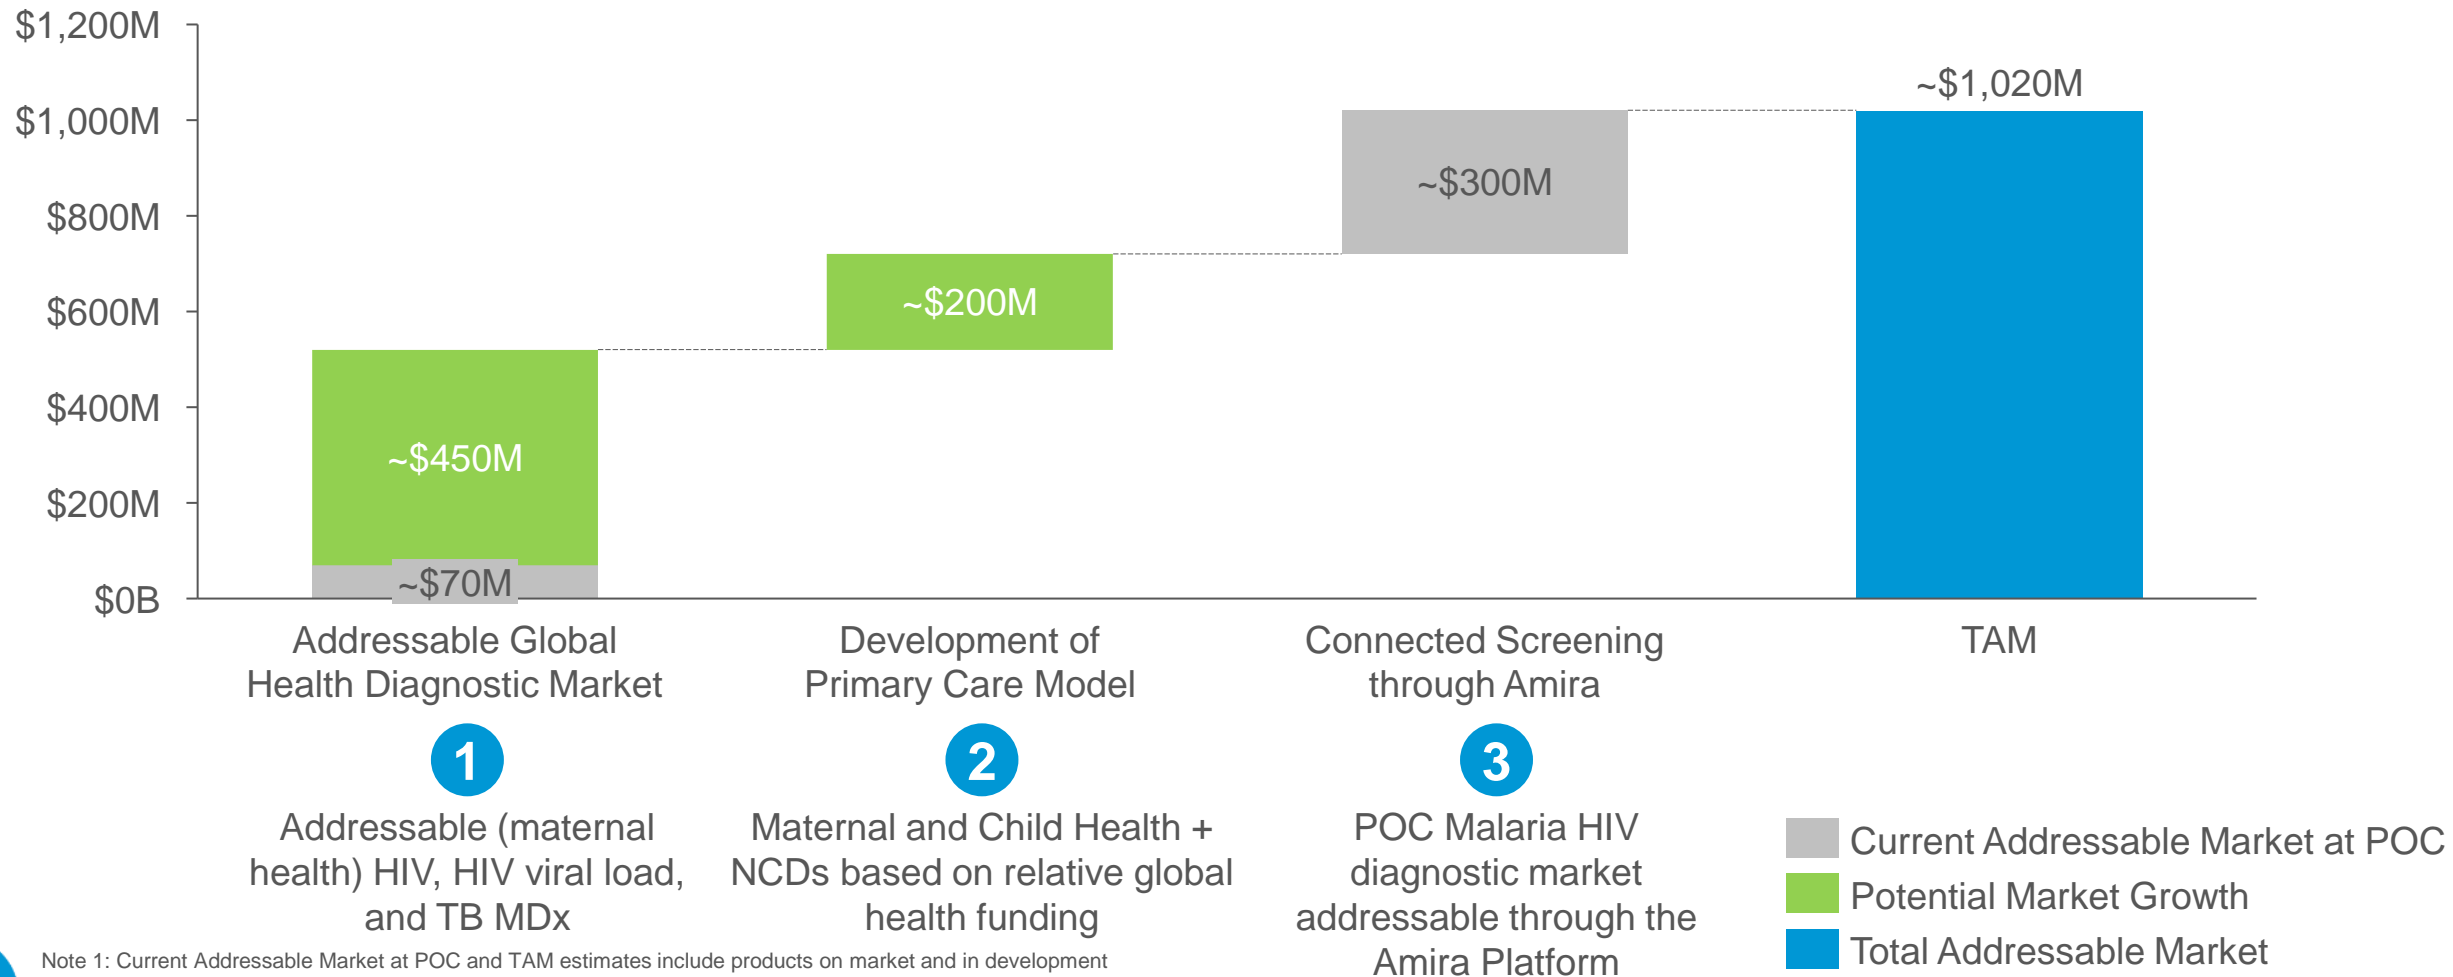 $1,200M
$1,000M
$800M
$600M
$400M
$200M
$0B
~$450M
~$70M
~$200M
~$300M
~$1,020M
Addressable Global
Health Diagnostic Market
Development of
Primary Care Model
Connected Screening
through Amira
TAM
1
Addressable (maternal
health) HIV, HIV viral load,
and TB MDx
2
Maternal and Child Health +
NCDs based on relative global
health funding
3
POC Malaria HIV
diagnostic market
addressable through the
Amira Platform
Current Addressable Market at POC
Potential Market Growth
Total Addressable Market
Note 1: Current Addressable Market at POC and TAM estimates include products on market and in development